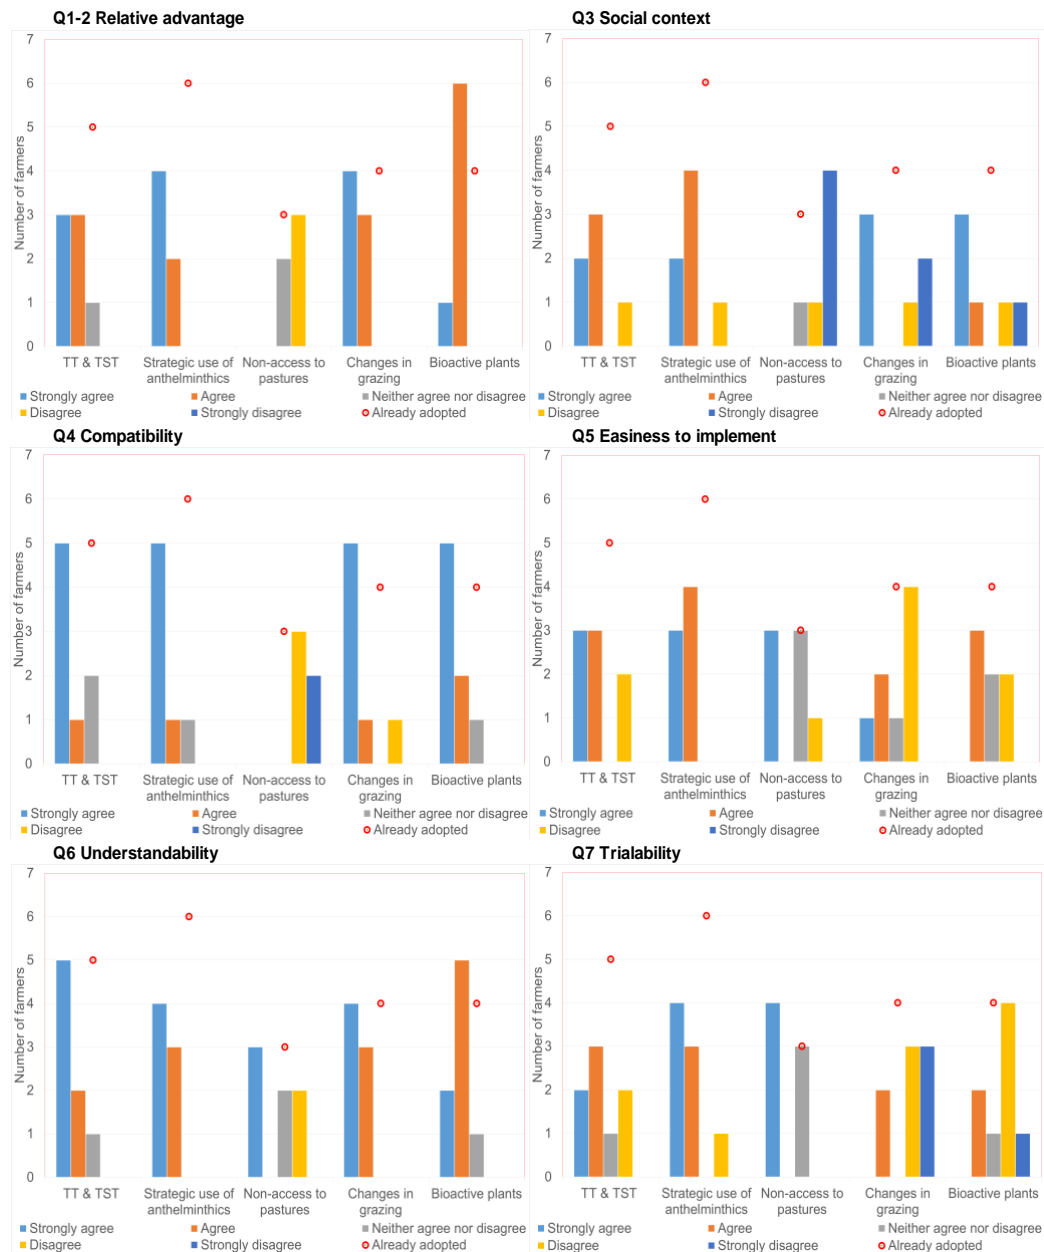 Q1-2 Relative advantage
7
6
5
4
3
2
1
0
Number of farmers
TT & TST
Strategic use of
anthelminthics
Non-access to
pastures
Changes in
grazing
Bioactive plants
Strongly agree
Agree
Neither agree nor disagree
Disagree
Strongly disagree
Already adopted
Q3 Social context
7
6
5
4
3
2
1
0
Number of farmers
TT & TST
Strategic use of
anthelminthics
Non-access to
pastures
Changes in
grazing
Bioactive plants
Strongly agree
Agree
Neither agree nor disagree
Disagree
Strongly disagree
Already adopted
Q4 Compatibility
7
6
5
4
3
2
1
0
Number of farmers
TT & TST
Strategic use of
anthelminthics
Non-access to
pastures
Changes in
grazing
Bioactive plants
Strongly agree
Agree
Neither agree nor disagree
Disagree
Strongly disagree
Already adopted
Q5 Easiness to implement
7
6
5
4
3
2
1
0
Number of farmers
TT & TST
Strategic use of
anthelminthics
Non-access to
pastures
Changes in
grazing
Bioactive plants
Strongly agree
Agree
Neither agree nor disagree
Disagree
Strongly disagree
Already adopted
Q6 Understandability
7
6
5
4
3
2
1
0
Number of farmers
TT & TST
Strategic use of
anthelminthics
Non-access to
pastures
Changes in
grazing
Bioactive plants
Strongly agree
Agree
Neither agree nor disagree
Disagree
Strongly disagree
Already adopted
Q7 Trialability
7
6
5
4
3
2
1
0
Number of farmers
TT & TST
Strategic use of
anthelminthics
Non-access to
pastures
Changes in
grazing
Bioactive plants
Strongly agree
Agree
Neither agree nor disagree
Disagree
Strongly disagree
Already adopted